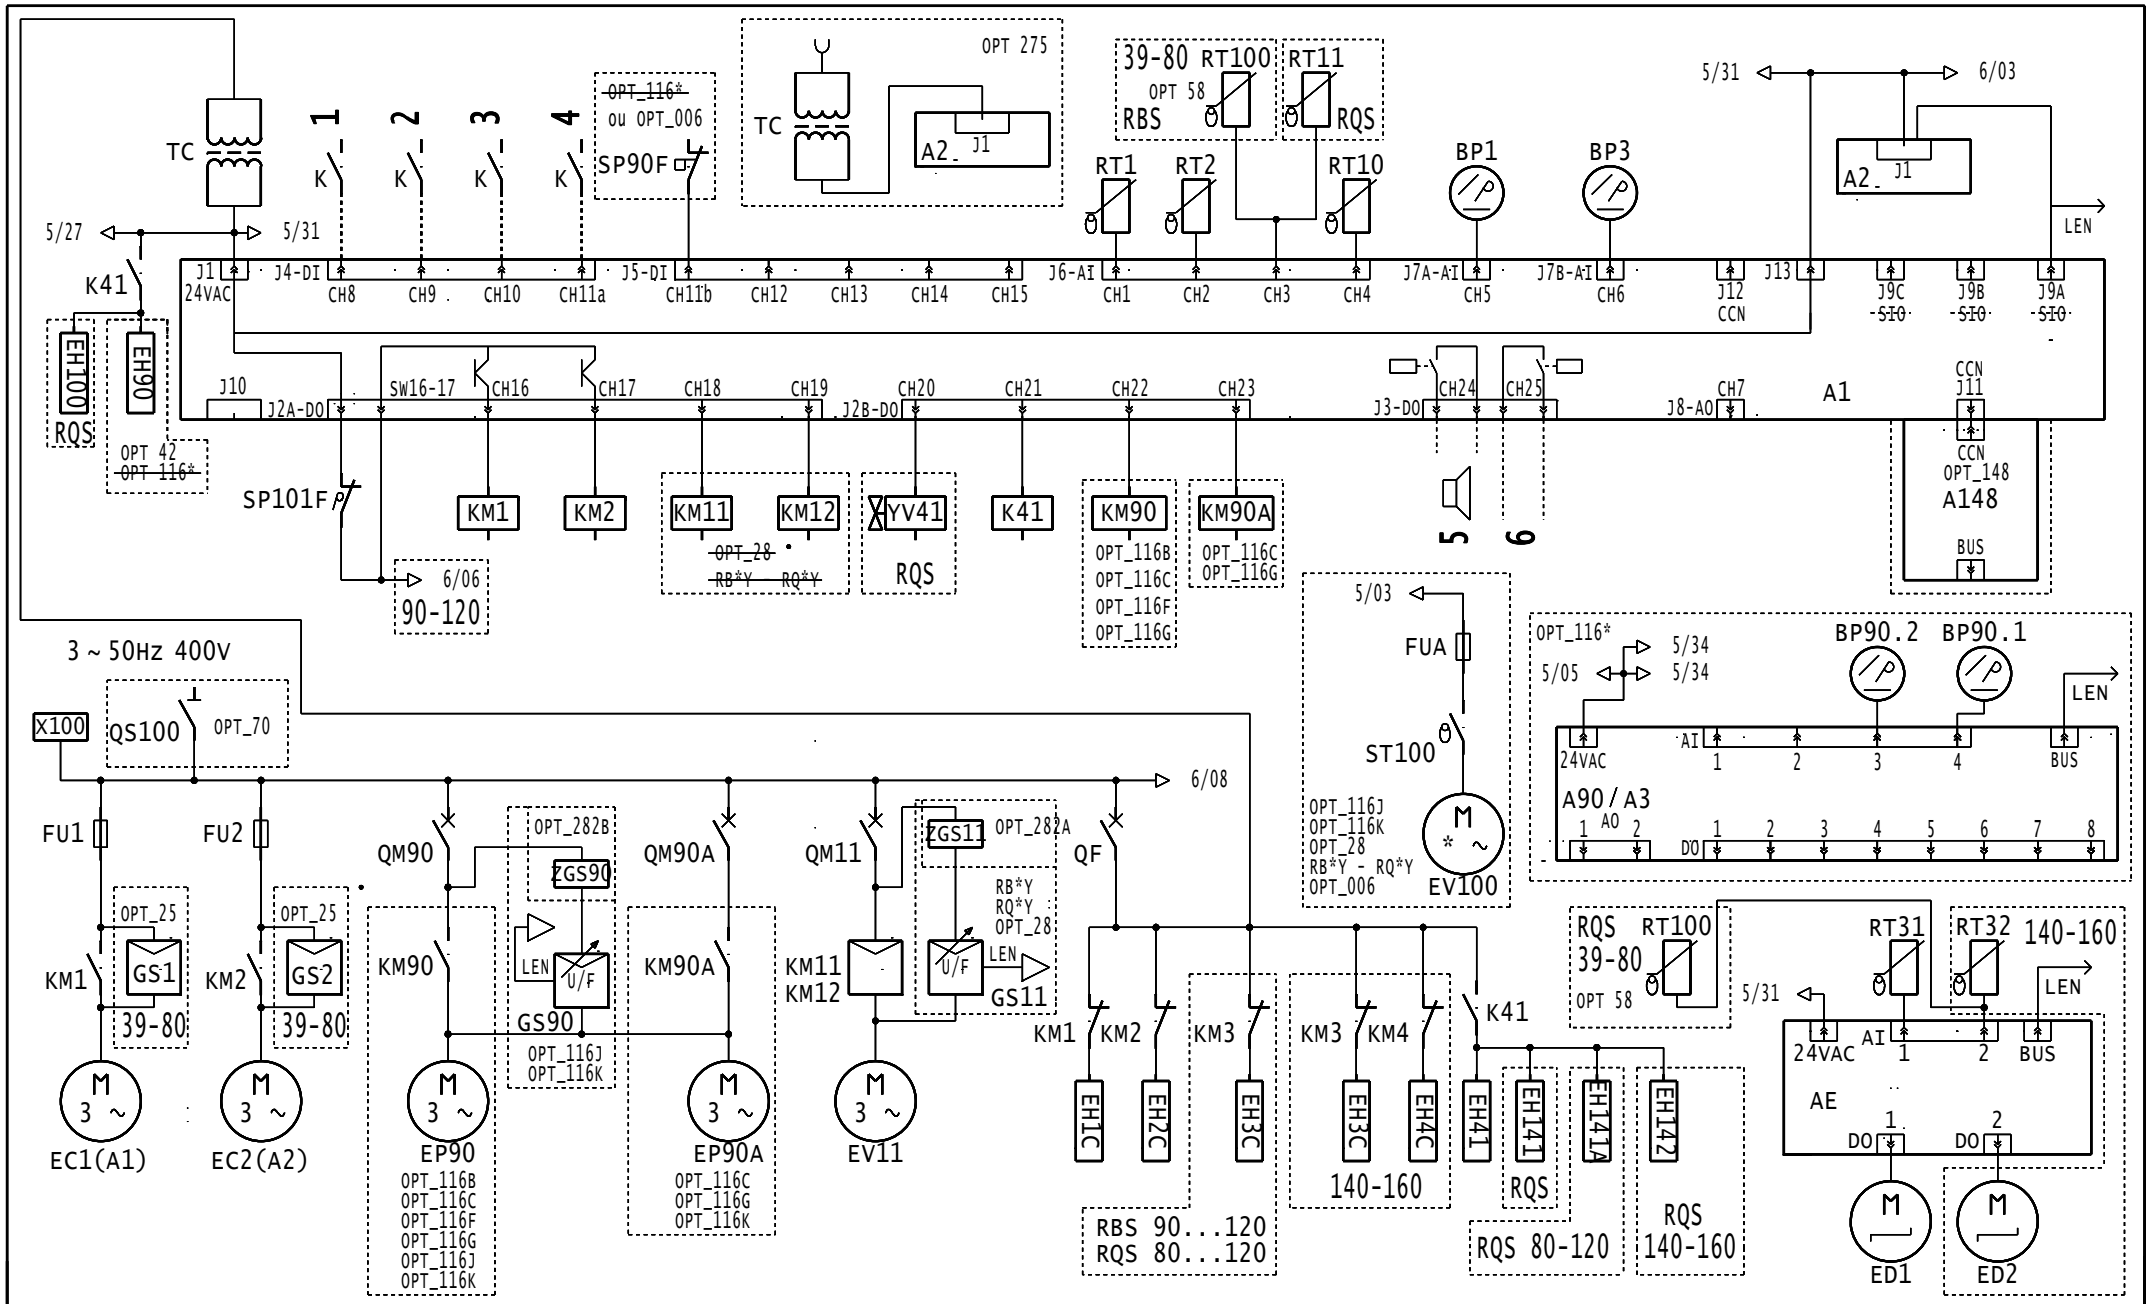 OPT 275
39-80
RT100
RT11
OPT 58
RBS
RQS
5/31
6/03
OPT_116*
ou OPT_006
1
2
3
4
TC
TC
A2
J1
K
K
K
K
SP90F
RT1
RT2
RT10
BP1
BP3
A2
J1
LEN
5/27
5/31
K41
J1
24VAC
J4-DI
CH8
CH9
CH10
CH11a
J5-DI
CH11b
CH12
CH13
CH14
CH15
J6-AI
CH1
CH2
CH3
CH4
J7A-AI
CH5
J7B-AI
CH6
J12
CCN
J13
J9C
SIO
J9B
SIO
J9A
SIO
EH100
EH90
RQS
OPT 42
OPT 116*
J10
J2A-DO
SW16-17
CH16
CH17
CH18
CH19
J2B-DO
CH20
CH21
CH22
CH23
J3-DO
CH24
CH25
J8-AO
CH7
A1
CCN
J11
CCN
OPT_148
A148
BUS
SP101F
KM1
KM2
KM11
KM12
YV41
K41
KM90
KM90A
OPT_28
RB*Y - RQ*Y
RQS
OPT_116B
OPT_116C
OPT_116F
OPT_116G
OPT_116C
OPT_116G
5
6
6/06
90-120
3 ~ 50Hz 400V
X100
QS100
OPT_70
6/08
5/03
FUA
ST100
M
* ~
EV100
OPT_116J
OPT_116K
OPT_28
RB*Y - RQ*Y
OPT_006
OPT_116*
5/34
5/05
5/34
BP90.2
BP90.1
LEN
24VAC
AI
1
2
3
4
BUS
A90 / A3
AO
1
2
DO
1
2
3
4
5
6
7
8
FU1
FU2
QM90
OPT_282B
ZGS90
QM90A
QM11
ZGS11
OPT_282A
QF
RB*Y
RQ*Y
OPT_28
OPT_25
KM1
GS1
39-80
OPT_25
KM2
GS2
39-80
KM90
LEN
U/F
GS90
OPT_116J
OPT_116K
KM90A
KM11
KM12
U/F
LEN
GS11
M
3 ~
EC1(A1)
M
3 ~
EC2(A2)
M
3 ~
EP90
OPT_116B
OPT_116C
OPT_116F
OPT_116G
OPT_116J
OPT_116K
M
3 ~
EP90A
OPT_116C
OPT_116G
OPT_116K
M
3 ~
EV11
KM1
KM2
KM3
KM3
KM4
K41
EH1C
EH2C
EH3C
EH3C
EH4C
EH41
EH141
EH141A
EH142
140-160
RQS
RBS 90...120
RQS 80...120
RQS 80-120
RQS
140-160
RQS
39-80
OPT 58
RT100
RT31
RT32
140-160
5/31
LEN
24VAC
AI
1
2
BUS
AE
DO
1
DO
2
M
ED1
M
ED2